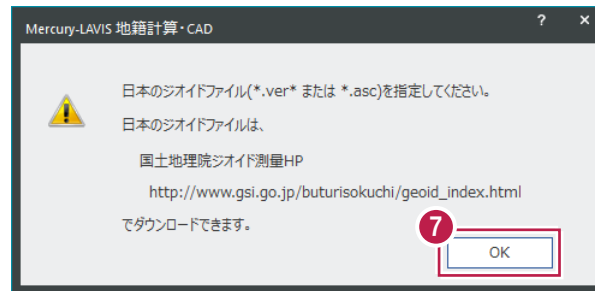 Mercury-LAVIS 地籍計算・CAD ? ×
日本のジオイドファイル(*.ver* または *.asc)を指定してください。
日本のジオイドファイルは、
国土地理院ジオイド測量HP
http://www.gsi.go.jp/buturisokuchi/geoid_index.html
でダウンロードできます。
7
OK